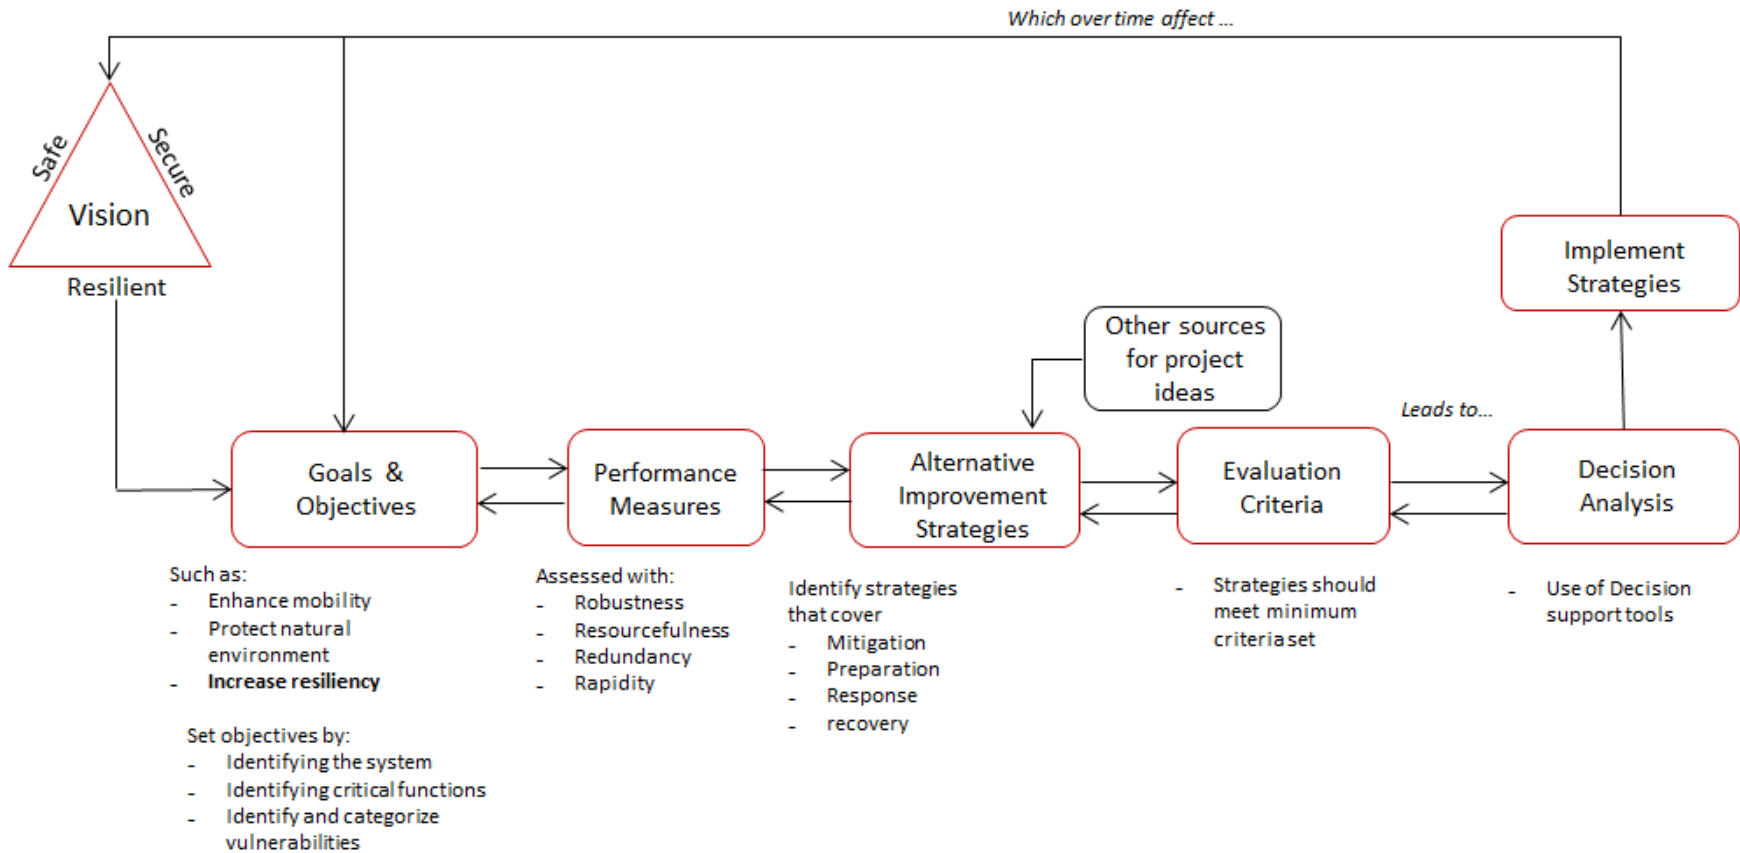 Which over time affect ...
Safe
Secure
Vision
Resilient
Implement
Strategies
Other sources
for project
ideas
Leads to...
Goals &
Objectives
Performance
Measures
Alternative
Improvement
Strategies
Evaluation
Criteria
Decision
Analysis
Such as:
- Enhance mobility
- Protect natural
environment
- Increase resiliency
Set objectives by:
- Identifying the system
- Identifying critical functions
- Identify and categorize
vulnerabilities
Assessed with:
- Robustness
- Resourcefulness
- Redundancy
- Rapidity
Identify strategies
that cover
- Mitigation
- Preparation
- Response
- recovery
- Strategies should
meet minimum
criteria set
- Use of Decision
support tools